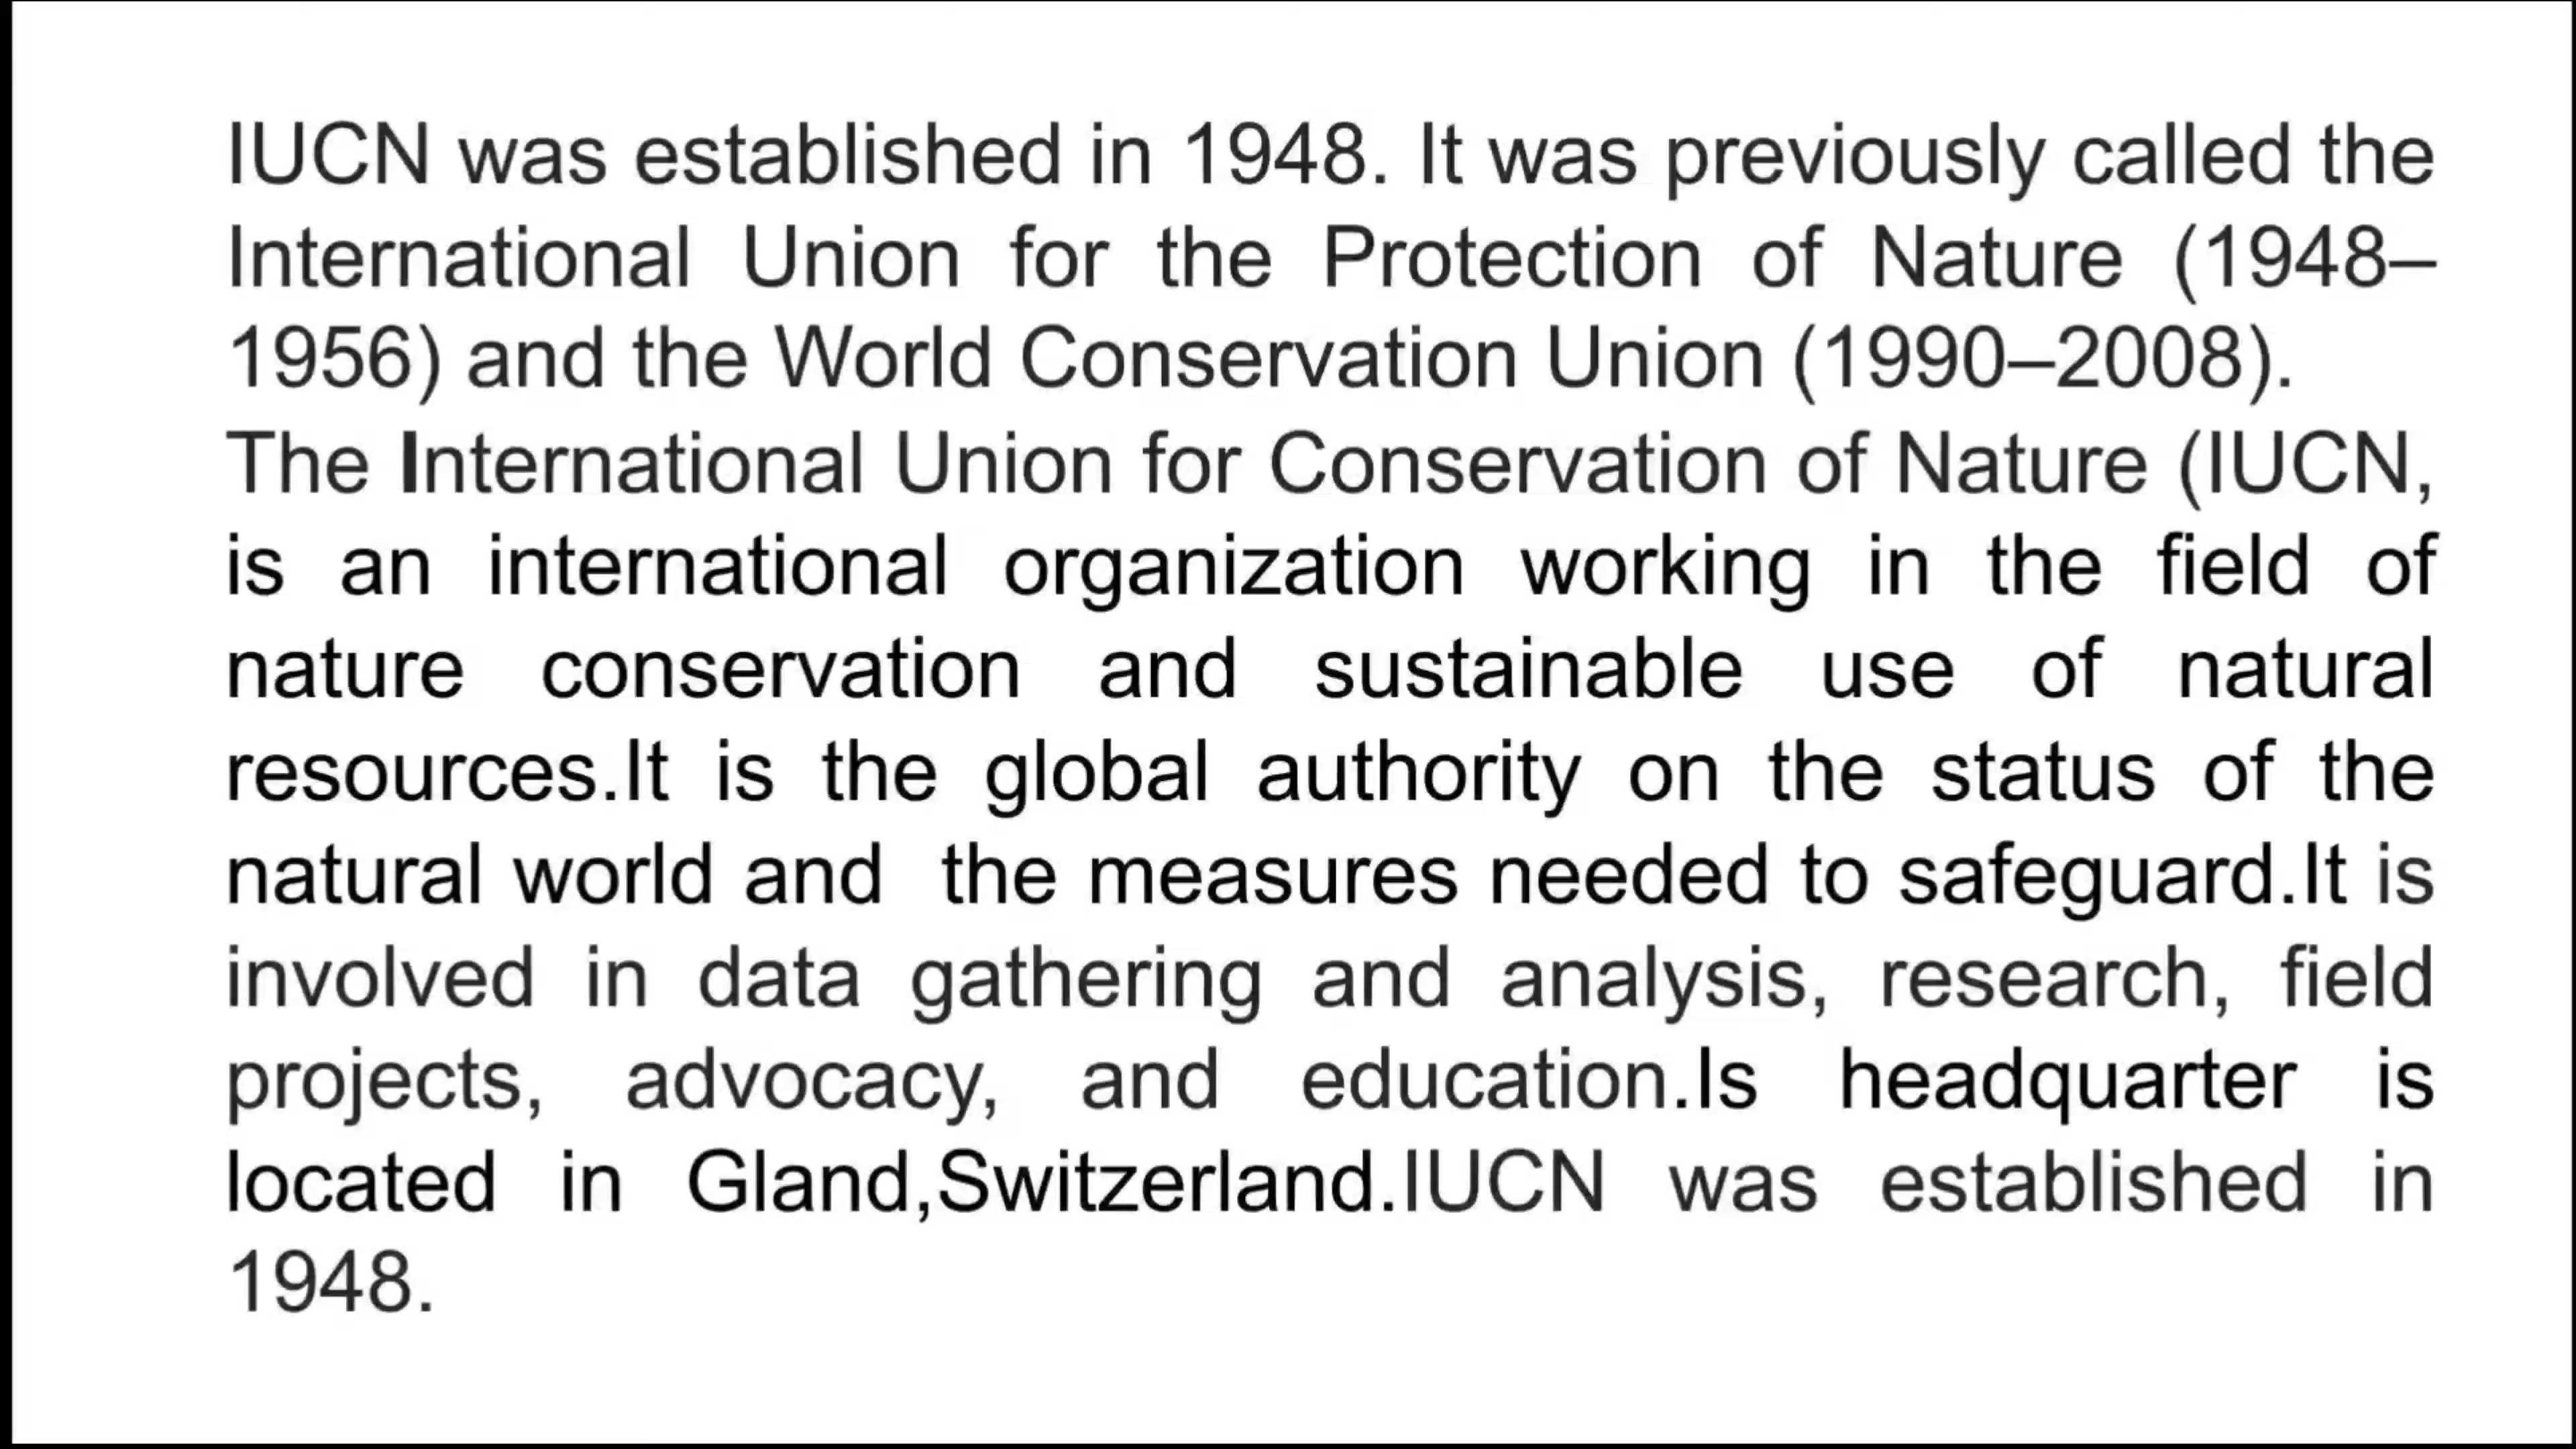 IUCN was established in 1948. It was previously called the
International Union for the Protection of Nature (1948–
1956) and the World Conservation Union (1990–2008).
The International Union for Conservation of Nature (IUCN,
is an international organization working in the field of
nature conservation and sustainable use of natural
resources.It is the global authority on the status of the
natural world and the measures needed to safeguard.It is
involved in data gathering and analysis, research, field
projects, advocacy, and education.Is headquarter is
located in Gland,Switzerland.IUCN was established in
1948.